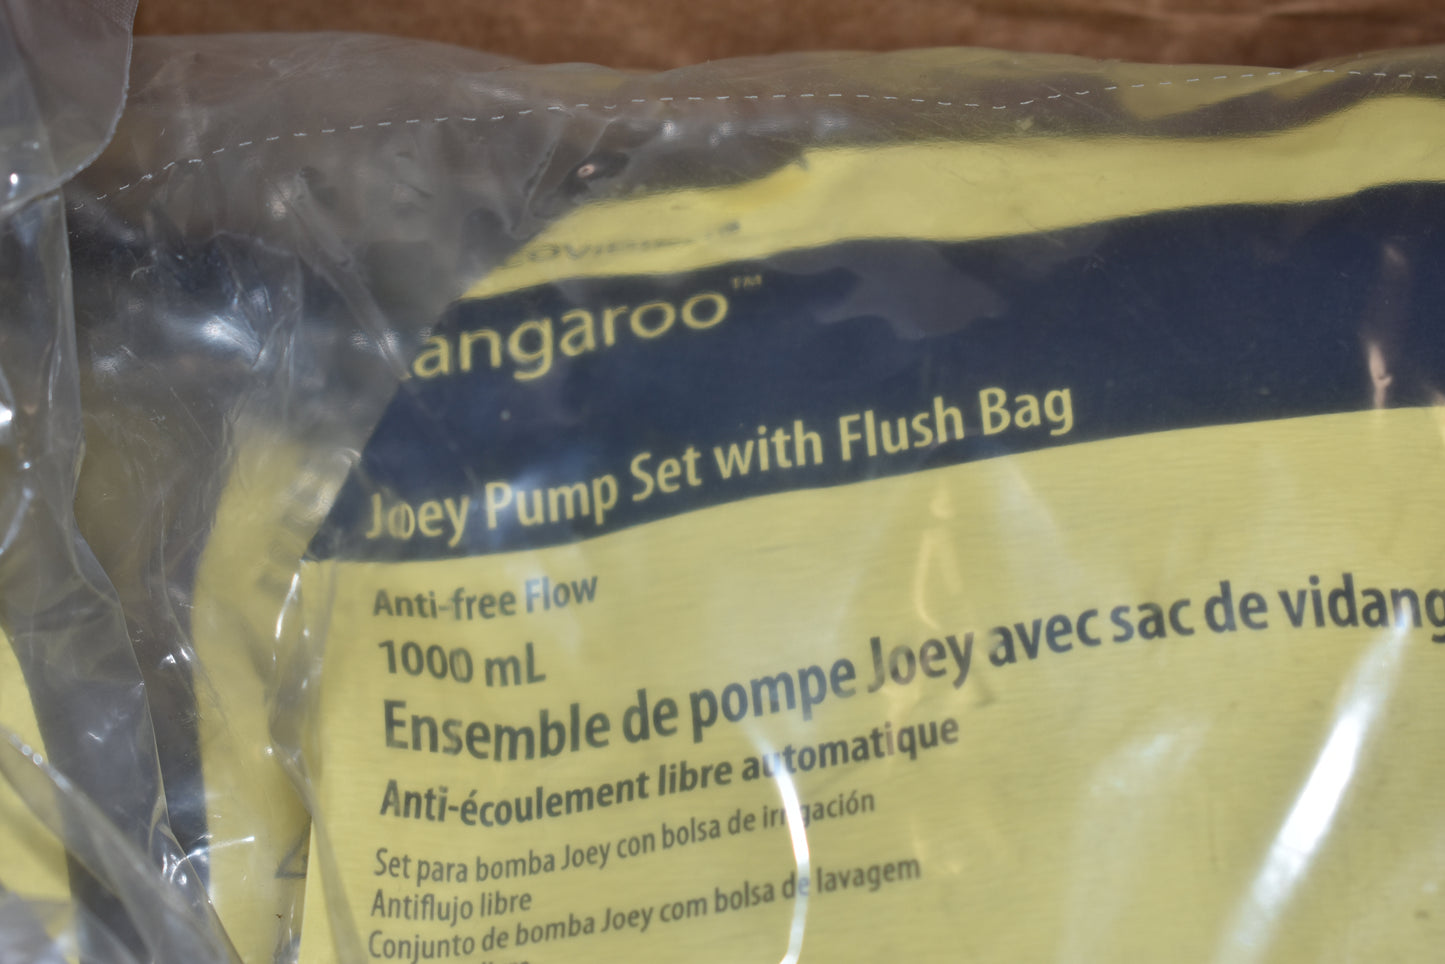 angaroo™
Joey Pump Set with Flush Bag
Anti-free Flow
1000 mL
Ensemble de pompe Joey avec sac de vidang
Anti-écoulement libre automatique
Set para bomba Joey con bolsa de irrigación
Antiflujo libre
Conjunto de bomba Joey com bolsa de lavagem